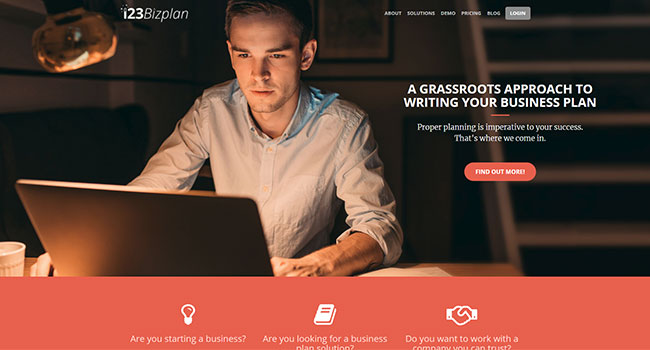 i23Bizplan
ABOUT SOLUTIONS DEMO PRICING BLOG LOGIN
A GRASSROOTS APPROACH TO
WRITING YOUR BUSINESS PLAN
Proper planning is imperative to your success.
That's where we come in.
FIND OUT MORE!
Are you starting a business?
Are you looking for a business
plan solution?
Do you want to work with a
company you can trust?